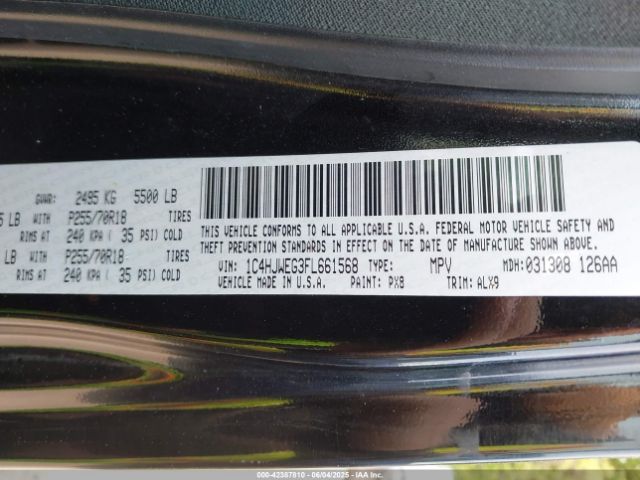 GVWR: 2495 KG 5500 LB
5 LB WITH P255/70R18 TIRES
RIMS AT 240 KPA ( 35 PSI) COLD
LB WITH P255/70R18 TIRES
RIMS AT 240 KPA ( 35 PSI) COLD
THIS VEHICLE CONFORMS TO ALL APPLICABLE U.S.A. FEDERAL MOTOR VEHICLE SAFETY AND
THEFT PREVENTION STANDARDS IN EFFECT ON THE DATE OF MANUFACTURE SHOWN ABOVE.
VIN: 1C4HJWEG3FL661568 TYPE: MPV MDH: 031308 126AA
VEHICLE MADE IN U.S.A. PAINT: PX8 TRIM: ALX9
000-42387810 - 06/04/2025 - © IAA, Inc.